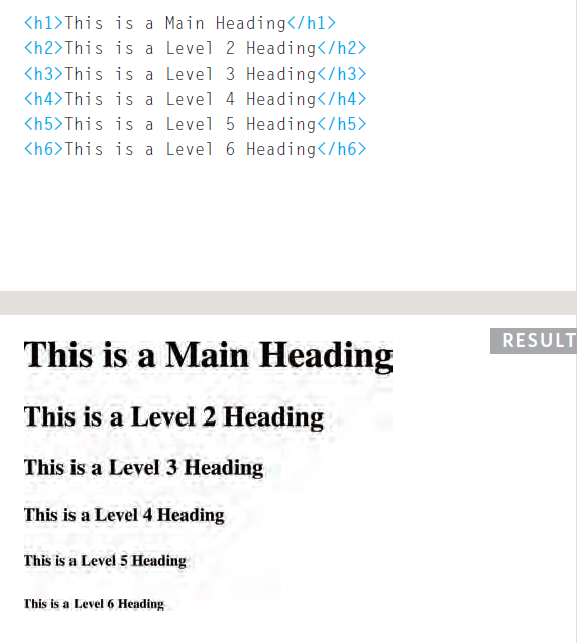 <h1>This is a Main Heading</h1>
<h2>This is a Level 2 Heading</h2>
<h3>This is a Level 3 Heading</h3>
<h4>This is a Level 4 Heading</h4>
<h5>This is a Level 5 Heading</h5>
<h6>This is a Level 6 Heading</h6>
RESULT
This is a Main Heading
This is a Level 2 Heading
This is a Level 3 Heading
This is a Level 4 Heading
This is a Level 5 Heading
This is a Level 6 Heading